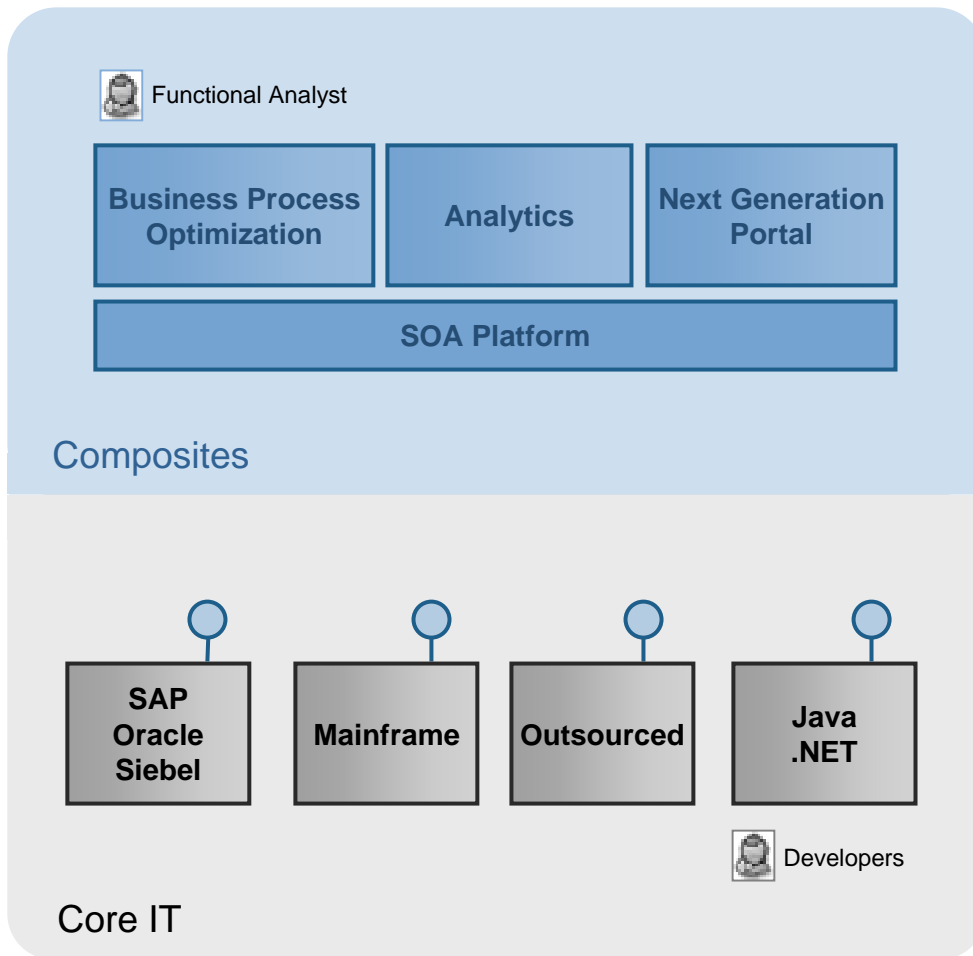 Functional Analyst
Business Process
Optimization
Analytics
Next Generation
Portal
SOA Platform
Composites
SAP
Oracle
Siebel
Mainframe
Outsourced
Java
.NET
Developers
Core IT